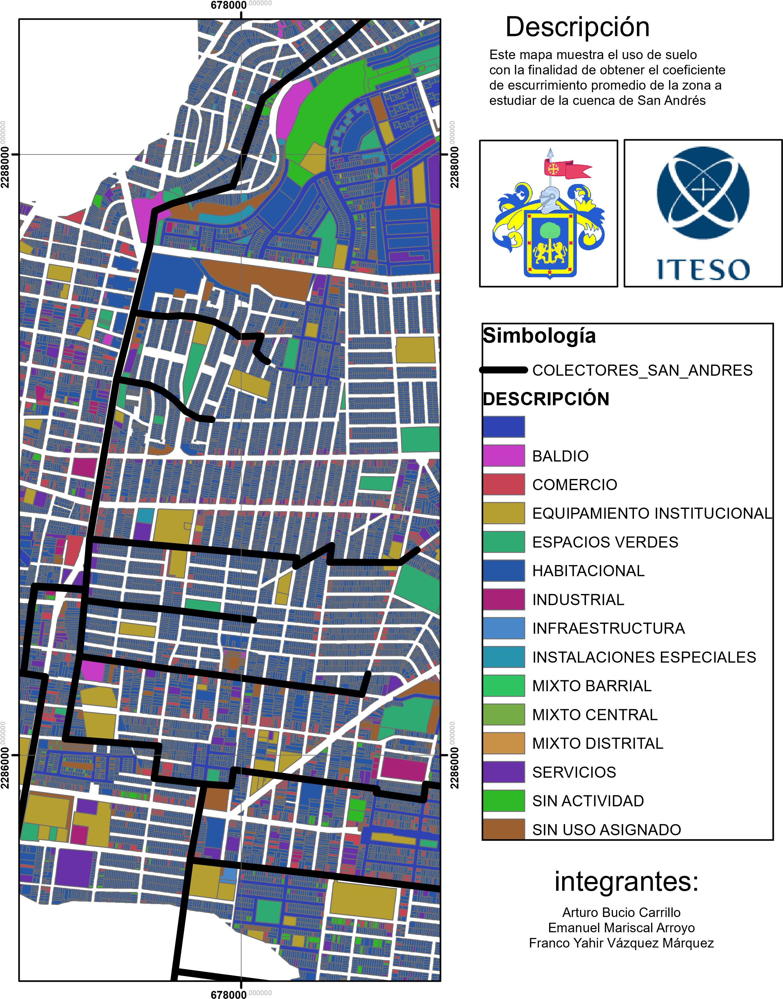 678000.000000
Descripción
Este mapa muestra el uso de suelo
con la finalidad de obtener el coeficiente
de escurrimiento promedio de la zona a
estudiar de la cuenca de San Andrés
2288000.000000
2288000.000000
ITESO
Simbología
COLECTORES_SAN_ANDRES
DESCRIPCIÓN
BALDIO
COMERCIO
EQUIPAMIENTO INSTITUCIONAL
ESPACIOS VERDES
HABITACIONAL
INDUSTRIAL
INFRAESTRUCTURA
INSTALACIONES ESPECIALES
MIXTO BARRIAL
MIXTO CENTRAL
MIXTO DISTRITAL
SERVICIOS
SIN ACTIVIDAD
SIN USO ASIGNADO
2286000.000000
2286000.000000
integrantes:
Arturo Bucio Carrillo
Emanuel Mariscal Arroyo
Franco Yahir Vázquez Márquez
678000.000000